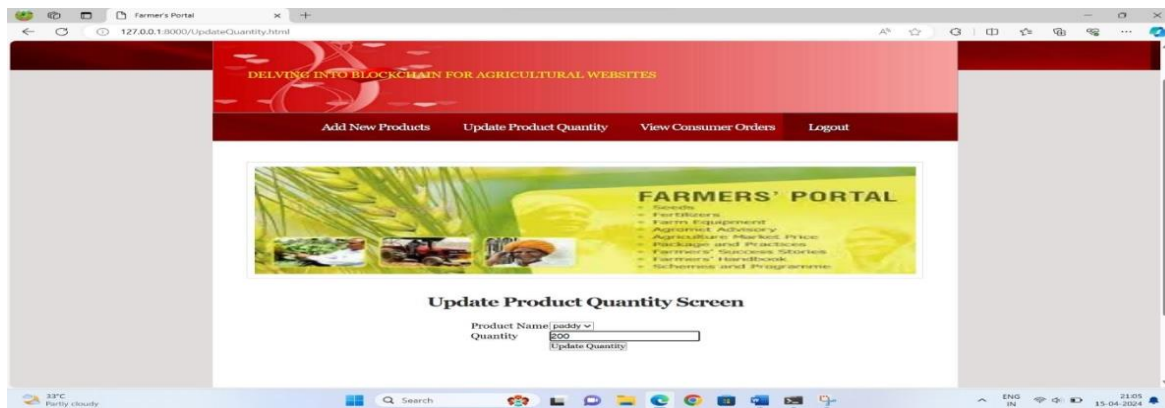 Farmer's Portal
127.0.0.1:8000/UpdateQuantity.html
DELVING INTO BLOCKCHAIN FOR AGRICULTURAL WEBSITES
Add New Products Update Product Quantity View Consumer Orders Logout
FARMERS' PORTAL
- Seeds
- Fertilizers
- Farm Equipment
- Agromet Advisory
- Agriculture Market Price
- Package and Practices
- Farmers' Success Stories
- Farmers' Handbook
- Schemes and Programme
Update Product Quantity Screen
Product Name paddy
Quantity 200
Update Quantity
33°C
Partly cloudy
Search
ENG
IN
21:05
15-04-2024